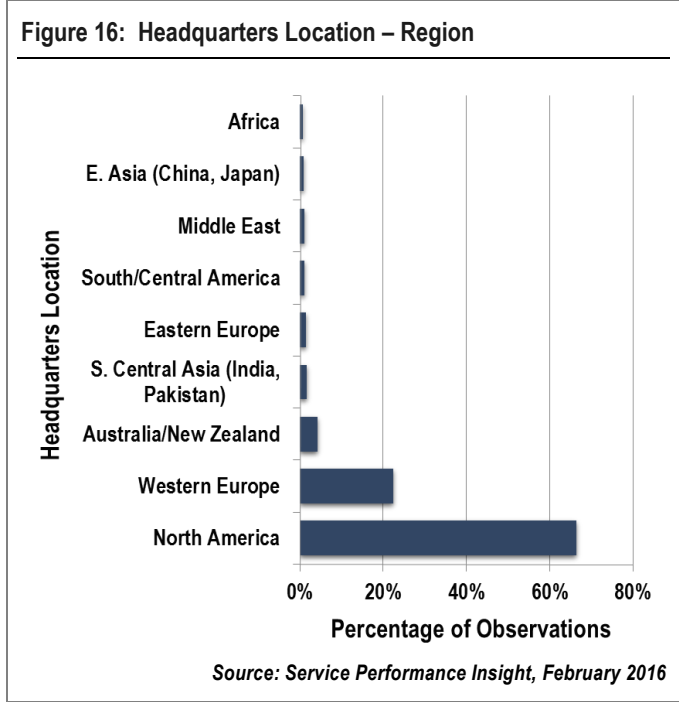 Figure 16:  Headquarters Location – Region
Headquarters Location
Africa
E. Asia (China, Japan)
Middle East
South/Central America
Eastern Europe
S. Central Asia (India,
Pakistan)
Australia/New Zealand
Western Europe
North America
0% 20% 40% 60% 80%
Percentage of Observations
Source: Service Performance Insight, February 2016